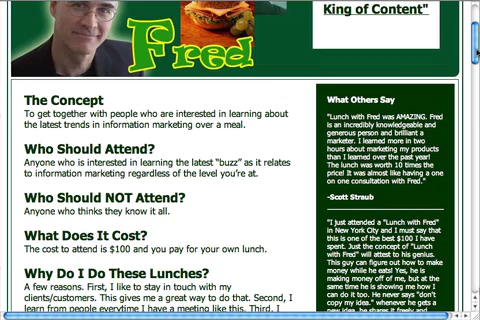 King of Content"
Fred
The Concept
To get together with people who are interested in learning about
the latest trends in information marketing over a meal.
Who Should Attend?
Anyone who is interested in learning the latest "buzz" as it relates
to information marketing regardless of the level you're at.
Who Should NOT Attend?
Anyone who thinks they know it all.
What Does It Cost?
The cost to attend is $100 and you pay for your own lunch.
Why Do I Do These Lunches?
A few reasons. First, I like to stay in touch with my
clients/customers. This gives me a great way to do that. Second, I
learn from people everytime I have a meeting like this. Third, I
What Others Say
"Lunch with Fred was AMAZING. Fred
is an incredibly knowledgeable and
generous person and brilliant a
marketer. I learned more in two
hours about marketing my products
than I learned over the past year!
The lunch was worth 10 times the
price! It was almost like having a one
on one consultation with Fred."
-Scott Straub
"I just attended a "Lunch with Fred"
in New York City and I must say that
this is one of the best $100 I have
spent. Just the concept of "Lunch
with Fred" will attest to his genius.
This guy can figure out how to make
money while he eats! Yes, he is
making money off of me, but at the
same time he is showing me how I
can do it too. He never says "don't
copy my idea." whenever he gets a
new idea, he shares it freely and